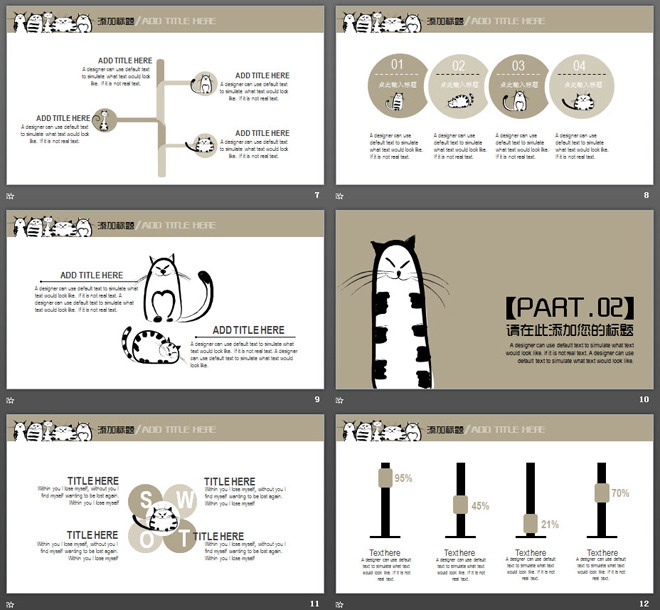 添加标题/ADD TITLE HERE
ADD TITLE HERE
A designer can use default text
to simulate what text would look
like. If it is not real text.
ADD TITLE HERE
A designer can use default text
to simulate what text would look
like. If it is not real text.
ADD TITLE HERE
A designer can use default text
to simulate what text would look
like. If it is not real text.
ADD TITLE HERE
A designer can use default text
to simulate what text would look
like. If it is not real text.
7
添加标题/ADD TITLE HERE
01
点此输入标题
02
点此输入标题
03
点此输入标题
04
点此输入标题
A designer can use
default text to simulate
what text would look
like. If it is not real text.
A designer can use
default text to simulate
what text would look
like. If it is not real text.
A designer can use
default text to simulate
what text would look
like. If it is not real text.
A designer can use
default text to simulate
what text would look
like. If it is not real text.
8
添加标题/ADD TITLE HERE
ADD TITLE HERE
A designer can use default text to simulate what
text would look like. If it is not real text. A
designer can use default text to simulate what
text would look like.
ADD TITLE HERE
A designer can use default text to simulate what
text would look like. If it is not real text. A designer
can use default text to simulate what text would
look like.
9
【PART.02】
请在此添加您的标题
A designer can use default text to simulate what text
would look like. If it is not real text. A designer can use
default text to simulate what text would look like.
10
添加标题/ADD TITLE HERE
TITLE HERE
Within you I lose myself, without you I
find myself wanting to be lost again.
Within you I lose myself
TITLE HERE
Within you I lose myself, without you I
find myself wanting to be lost again.
Within you I lose myself
S W
O T
TITLE HERE
Within you I lose myself, without you I
find myself wanting to be lost again.
Within you I lose myself
TITLE HERE
Within you I lose myself, without you I
find myself wanting to be lost again.
Within you I lose myself
11
添加标题/ADD TITLE HERE
95%
45%
21%
70%
Text here
A designer can use default
text to simulate what text
would look like. If it is not
real text.
Text here
A designer can use default
text to simulate what text
would look like. If it is not
real text.
Text here
A designer can use default
text to simulate what text
would look like. If it is not
real text.
Text here
A designer can use default
text to simulate what text
would look like. If it is not
real text.
12